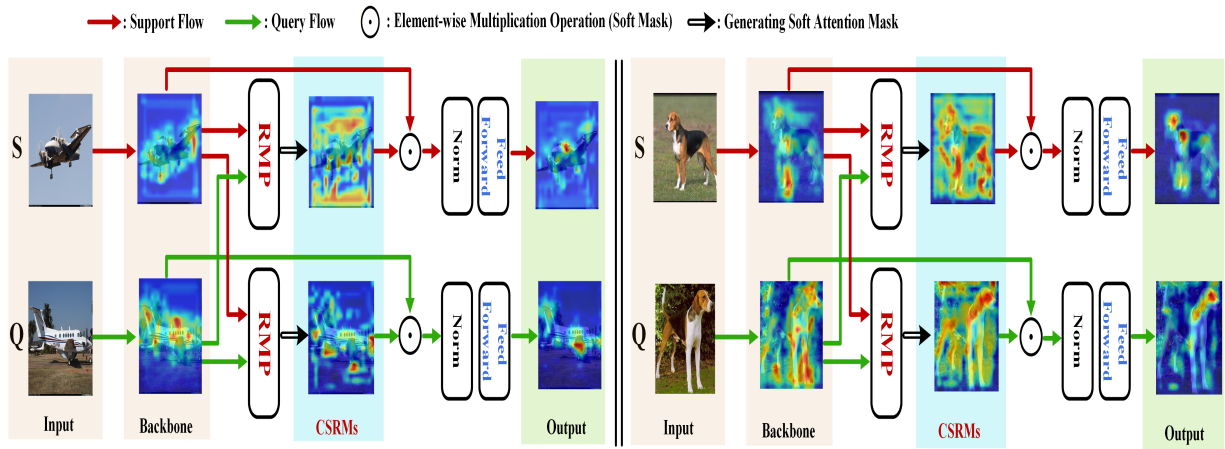 : Support Flow : Query Flow : Element-wise Multiplication Operation (Soft Mask) : Generating Soft Attention Mask
S RMP Norm Feed Forward S RMP Norm Feed Forward
Q RMP Norm Feed Forward Q RMP Norm Feed Forward
Input Backbone CSRMs Output Input Backbone CSRMs Output